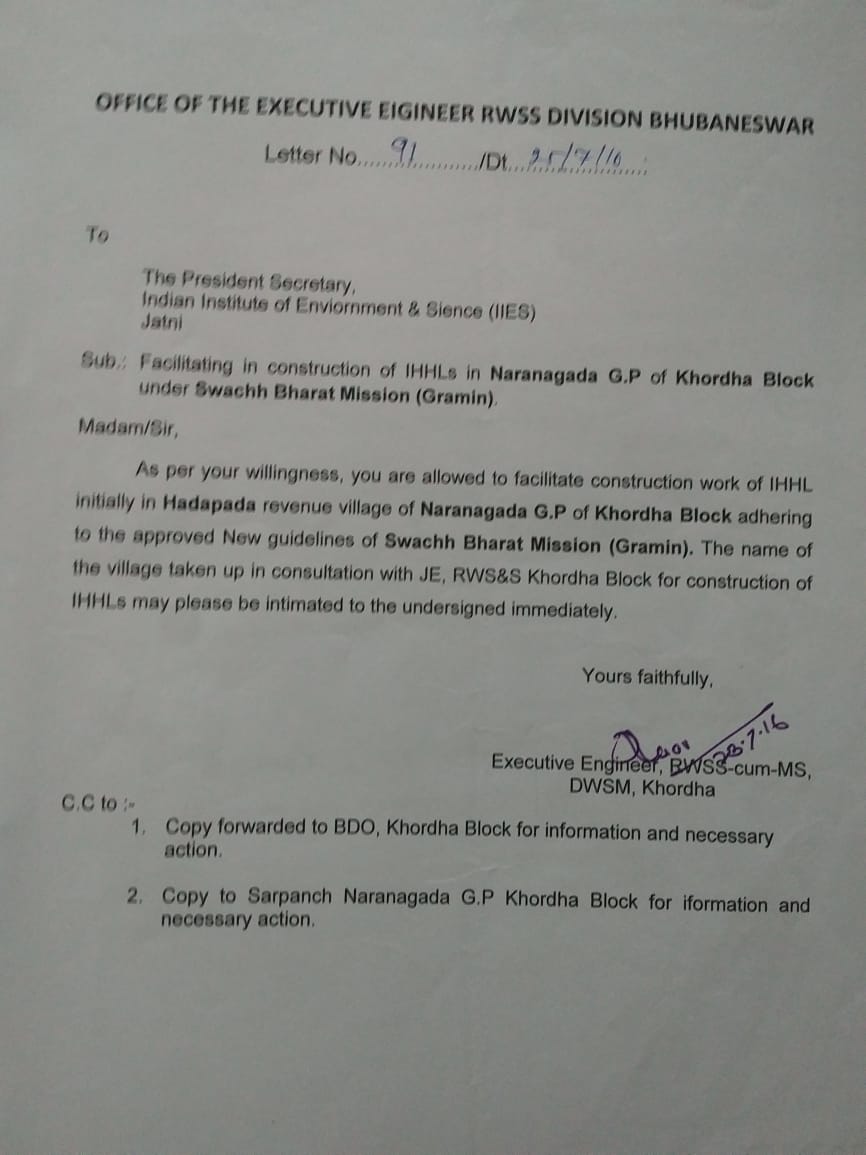 OFFICE OF THE EXECUTIVE EIGINEER RWSS DIVISION BHUBANESWAR
Letter No......91............/Dt...25/7/16......
To
The President Secretary,
Indian Institute of Enviornment & Sience (IIES)
Jatni
Sub.: Facilitating in construction of IHHLs in Naranagada G.P of Khordha Block
under Swachh Bharat Mission (Gramin).
Madam/Sir,
As per your willingness, you are allowed to facilitate construction work of IHHL
initially in Hadapada revenue village of Naranagada G.P of Khordha Block adhering
to the approved New guidelines of Swachh Bharat Mission (Gramin). The name of
the village taken up in consultation with JE, RWS&S Khordha Block for construction of
IHHLs may please be intimated to the undersigned immediately.
Yours faithfully,
Executive Engineer, RWSS-cum-MS,
DWSM, Khordha
C.C to :-
1. Copy forwarded to BDO, Khordha Block for information and necessary
action.
2. Copy to Sarpanch Naranagada G.P Khordha Block for iformation and
necessary action.